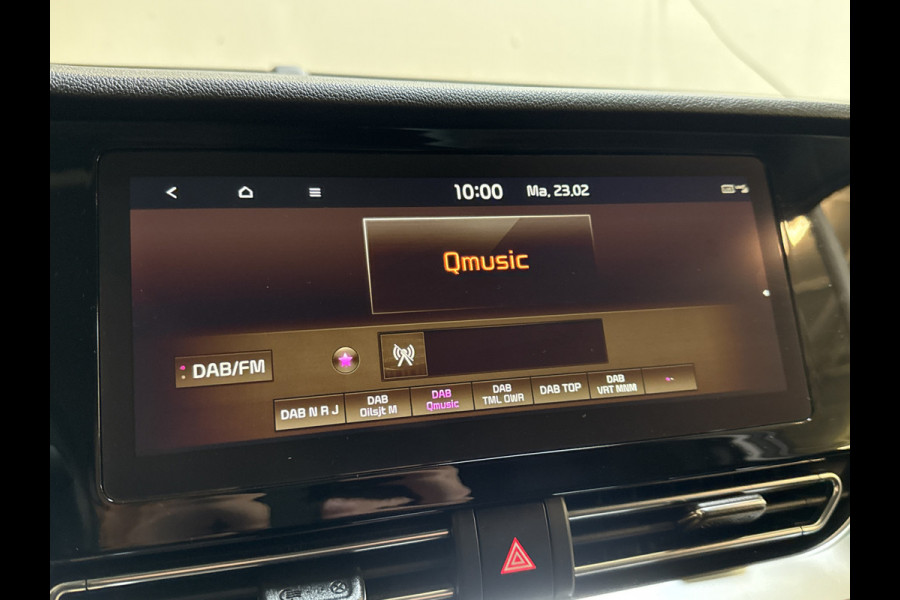 10:00 Ma, 23.02
Qmusic
DAB/FM
DAB N R J
DAB
Oilsjt M
DAB
Qmusic
DAB
TML OWR
DAB TOP
DAB
VRT MNM